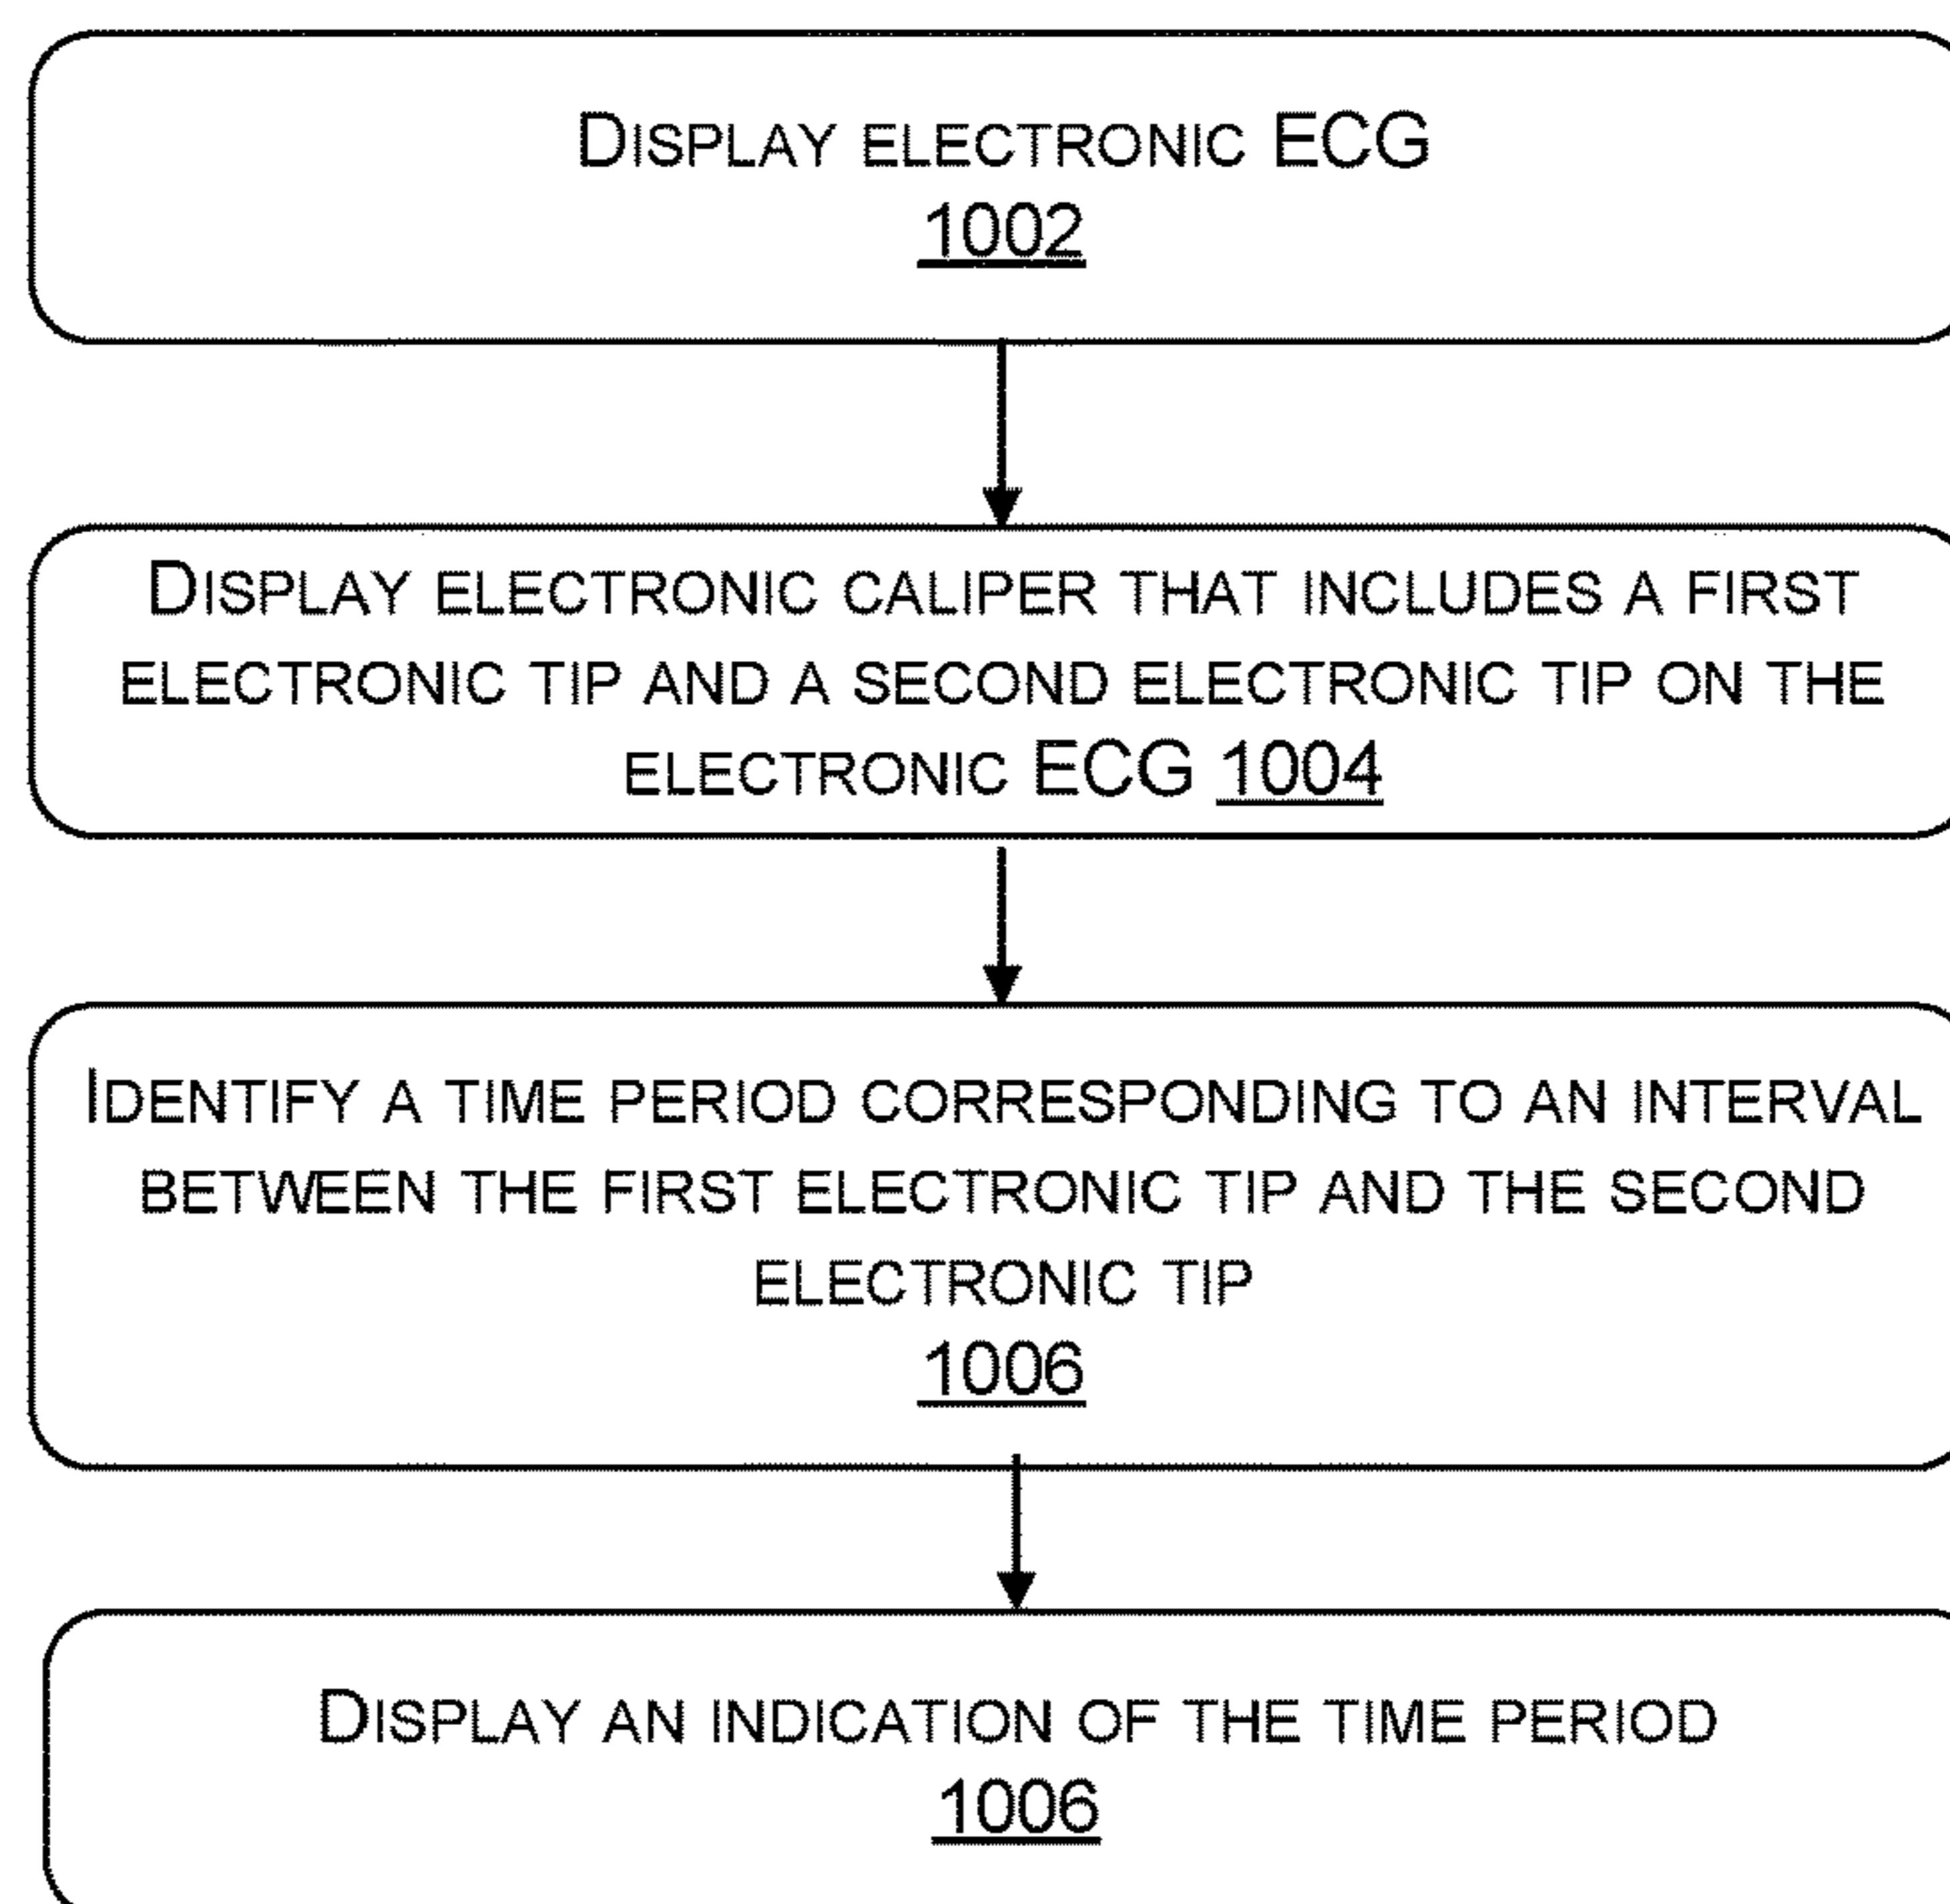 DISPLAY ELECTRONIC ECG
1002
DISPLAY ELECTRONIC CALIPER THAT INCLUDES A FIRST
ELECTRONIC TIP AND A SECOND ELECTRONIC TIP ON THE
ELECTRONIC ECG 1004
IDENTIFY A TIME PERIOD CORRESPONDING TO AN INTERVAL
BETWEEN THE FIRST ELECTRONIC TIP AND THE SECOND
ELECTRONIC TIP
1006
DISPLAY AN INDICATION OF THE TIME PERIOD
1006